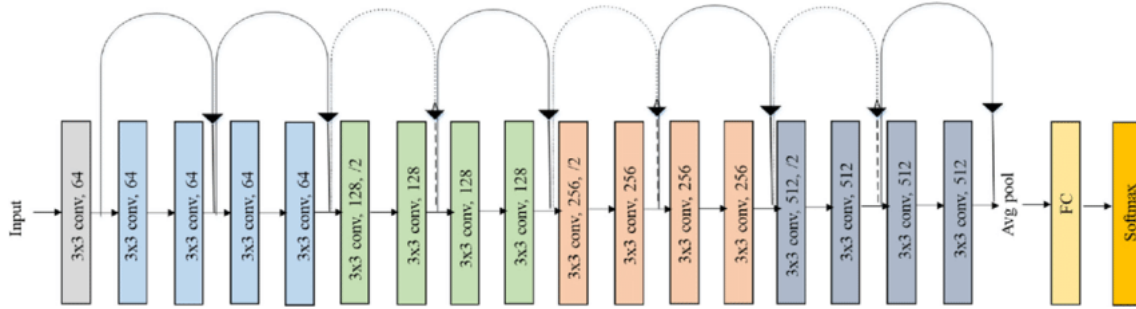 Input
3x3 conv, 64
3x3 conv, 64
3x3 conv, 64
3x3 conv, 64
3x3 conv, 64
3x3 conv, 128, /2
3x3 conv, 128
3x3 conv, 128
3x3 conv, 128
3x3 conv, 256, /2
3x3 conv, 256
3x3 conv, 256
3x3 conv, 256
3x3 conv, 512, /2
3x3 conv, 512
3x3 conv, 512
3x3 conv, 512
Avg pool
FC
Softmax